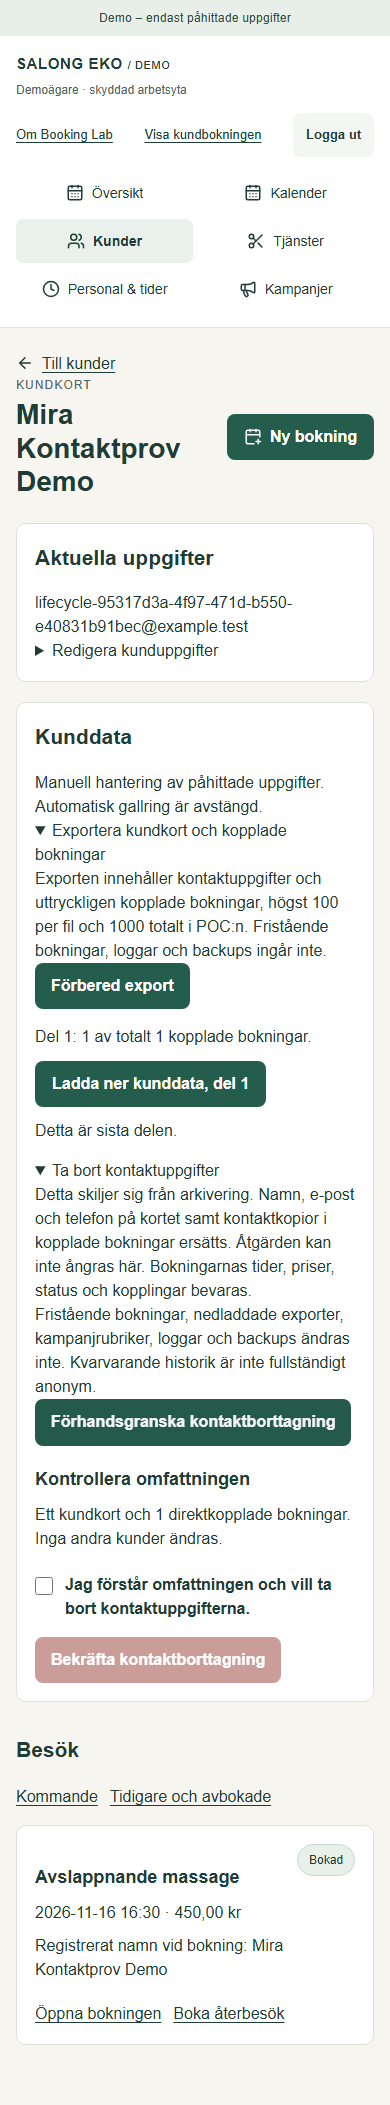 Demo – endast påhittade uppgifter
SALONG EKO / DEMO
Demoägare · skyddad arbetsyta
Om Booking Lab Visa kundbokningen Logga ut
Översikt Kalender
Kunder Tjänster
Personal & tider Kampanjer
Till kunder
KUNDKORT
Mira
Kontaktprov
Demo
Ny bokning
Aktuella uppgifter
lifecycle-95317d3a-4f97-471d-b550-
e40831b91bec@example.test
Redigera kunduppgifter
Kunddata
Manuell hantering av påhittade uppgifter.
Automatisk gallring är avstängd.
Exportera kundkort och kopplade
bokningar
Exporten innehåller kontaktuppgifter och
uttryckligen kopplade bokningar, högst 100
per fil och 1000 totalt i POC:n. Fristående
bokningar, loggar och backups ingår inte.
Förbered export
Del 1: 1 av totalt 1 kopplade bokningar.
Ladda ner kunddata, del 1
Detta är sista delen.
Ta bort kontaktuppgifter
Detta skiljer sig från arkivering. Namn, e-post
och telefon på kortet samt kontaktkopior i
kopplade bokningar ersätts. Åtgärden kan
inte ångras här. Bokningarnas tider, priser,
status och kopplingar bevaras.
Fristående bokningar, nedladdade exporter,
kampanjrubriker, loggar och backups ändras
inte. Kvarvarande historik är inte fullständigt
anonym.
Förhandsgranska kontaktborttagning
Kontrollera omfattningen
Ett kundkort och 1 direktkopplade bokningar.
Inga andra kunder ändras.
Jag förstår omfattningen och vill ta
bort kontaktuppgifterna.
Bekräfta kontaktborttagning
Besök
Kommande Tidigare och avbokade
Bokad
Avslappnande massage
2026-11-16 16:30 · 450,00 kr
Registrerat namn vid bokning: Mira
Kontaktprov Demo
Öppna bokningen Boka återbesök